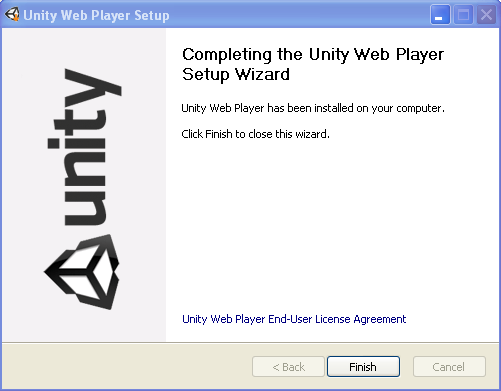 Unity Web Player Setup
Completing the Unity Web Player
Setup Wizard
Unity Web Player has been installed on your computer.
Click Finish to close this wizard.
unity
Unity Web Player End-User License Agreement
< Back
Finish
Cancel